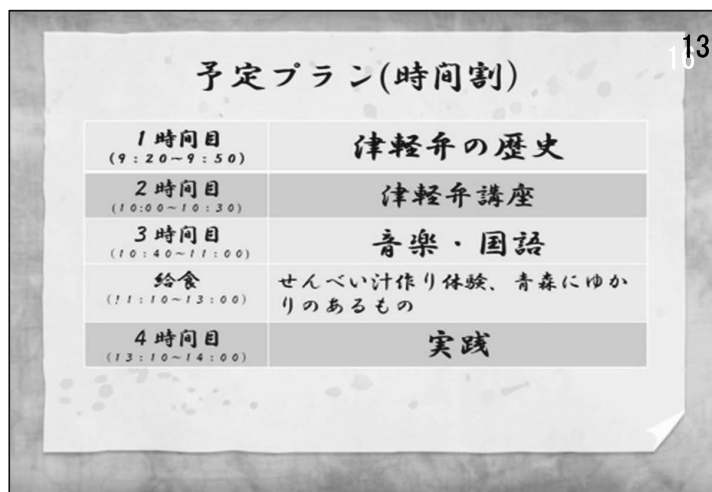 13
16
予定プラン(時間割)
1時間目
(9:20~9:50)
津軽弁の歴史
2時間目
(10:00~10:30)
津軽弁講座
3時間目
(10:40~11:00)
音楽・国語
給食
(!1:10~13:00)
せんべい汁作り体験、青森にゆか
りのあるもの
4時間目
(13:10~14:00)
実践